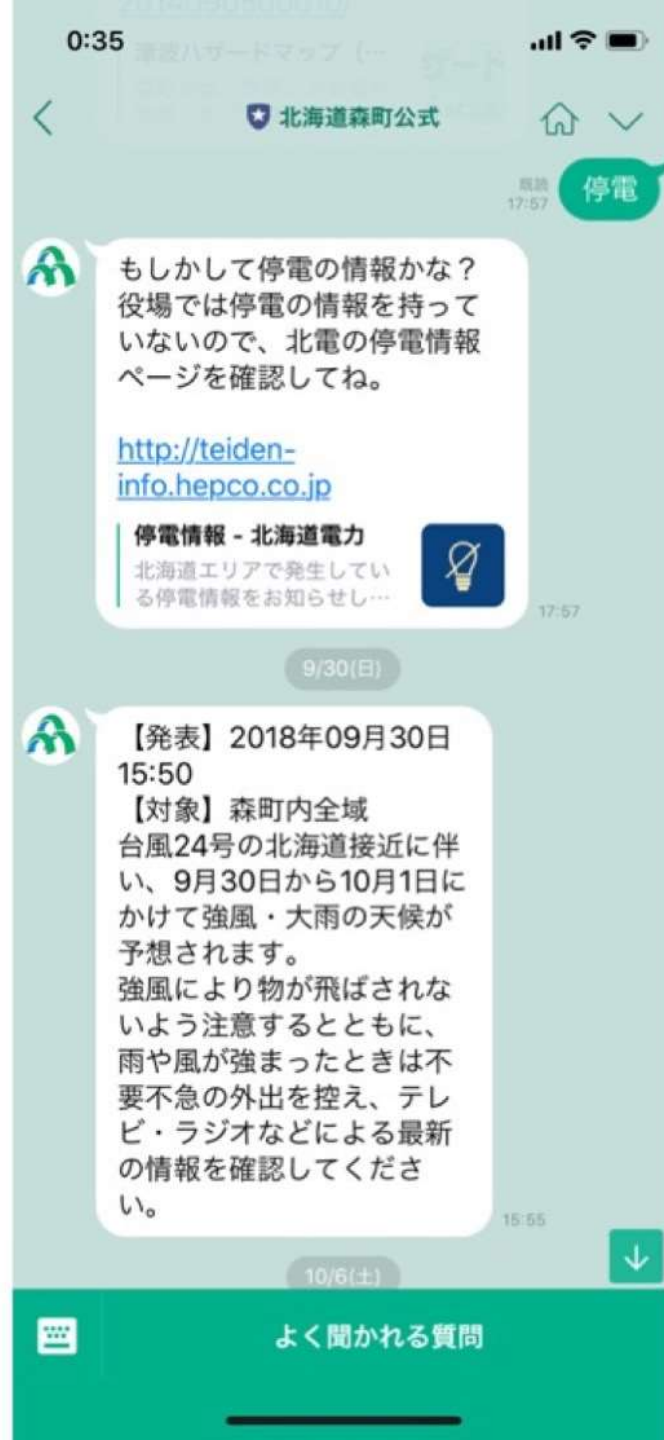 0:35
北海道森町公式
既読
17:57
停電
もしかして停電の情報かな？
役場では停電の情報を持って
いないので、北電の停電情報
ページを確認してね。
http://teiden-
info.hepco.co.jp
停電情報 - 北海道電力
北海道エリアで発生してい
る停電情報をお知らせし…
17:57
9/30(日)
【発表】2018年09月30日
15:50
【対象】森町内全域
台風24号の北海道接近に伴
い、9月30日から10月1日に
かけて強風・大雨の天候が
予想されます。
強風により物が飛ばされな
いよう注意するとともに、
雨や風が強まったときは不
要不急の外出を控え、テレ
ビ・ラジオなどによる最新
の情報を確認してくださ
い。
15:55
10/6(土)
よく聞かれる質問